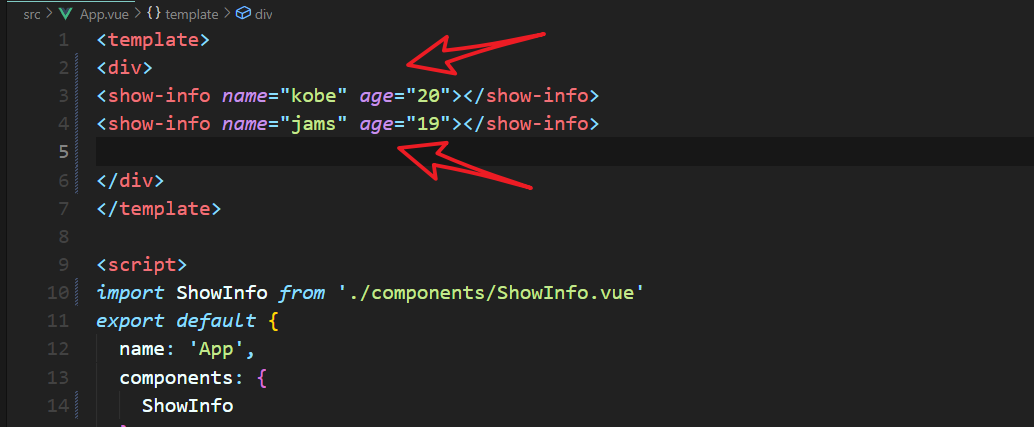 src > App.vue > {} template > div
1 <template>
2 <div>
3 <show-info name="kobe" age="20"></show-info>
4 <show-info name="jams" age="19"></show-info>
5
6 </div>
7 </template>
8
9 <script>
10 import ShowInfo from './components/ShowInfo.vue'
11 export default {
12 name: 'App',
13 components: {
14 ShowInfo